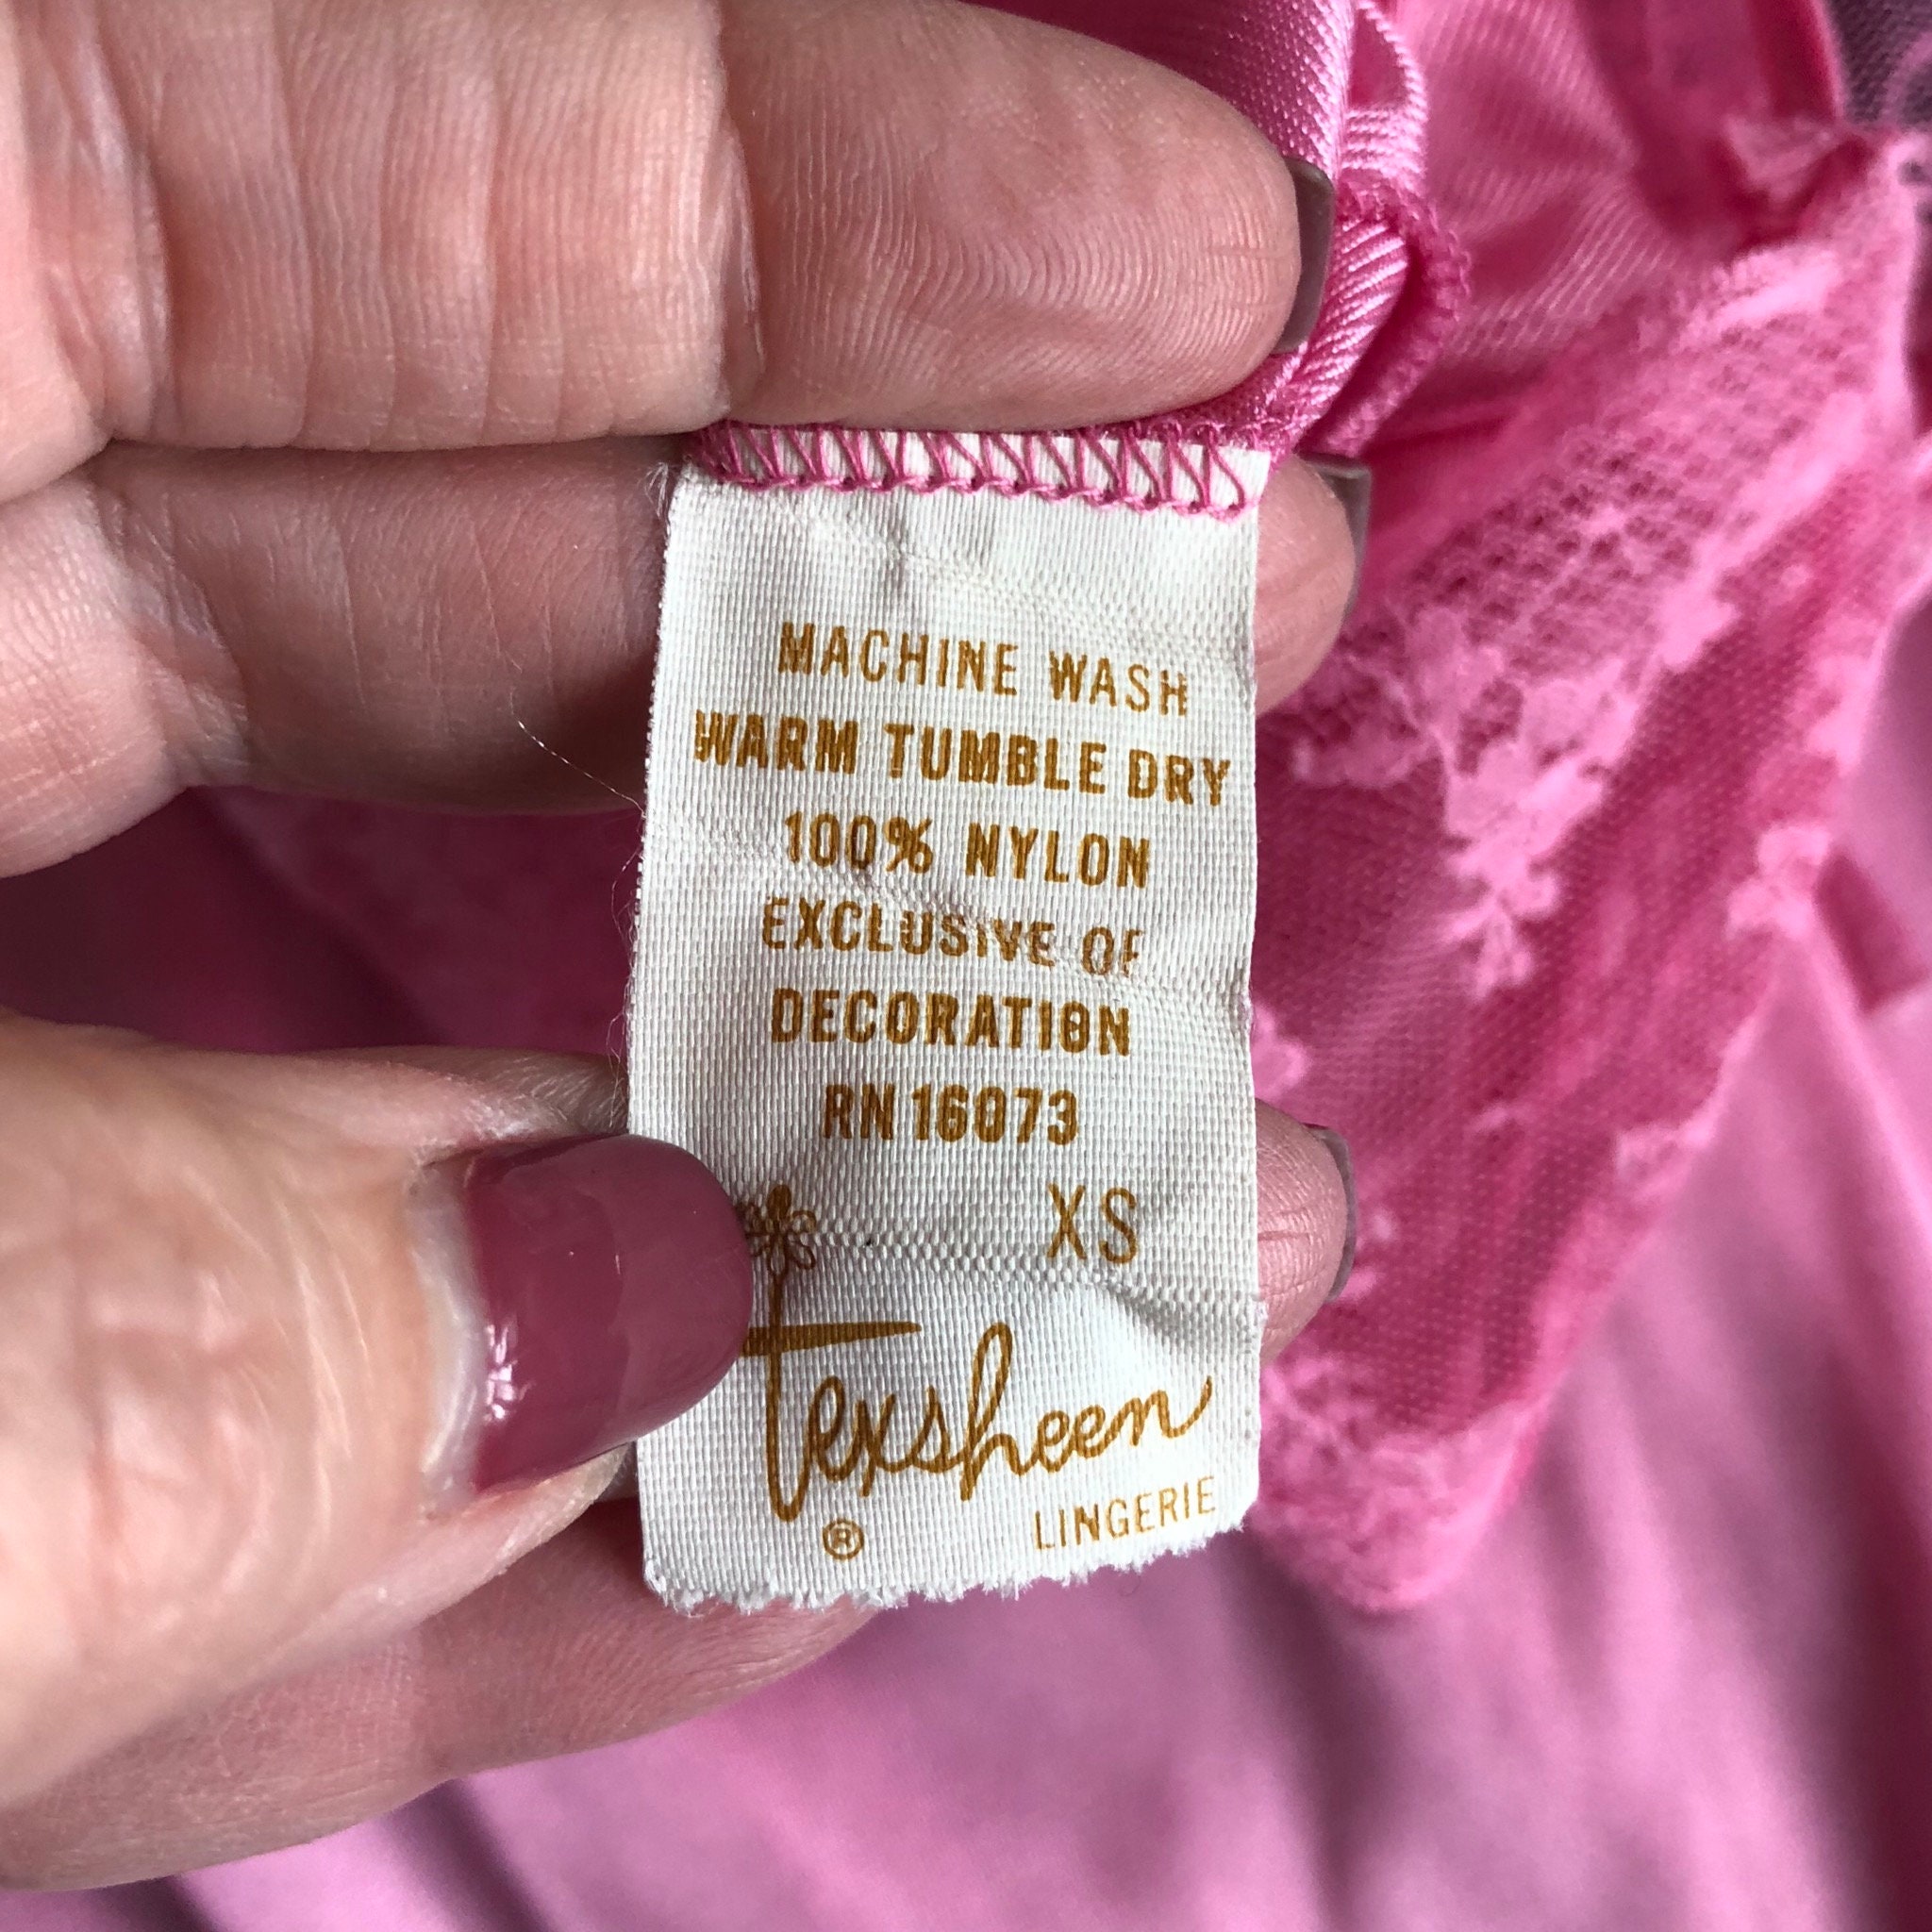 MACHINE WASH
WARM TUMBLE DRY
100% NYLON
EXCLUSIVE OF
DECORATION
RN 16073
XS
Texsheen
®
LINGERIE